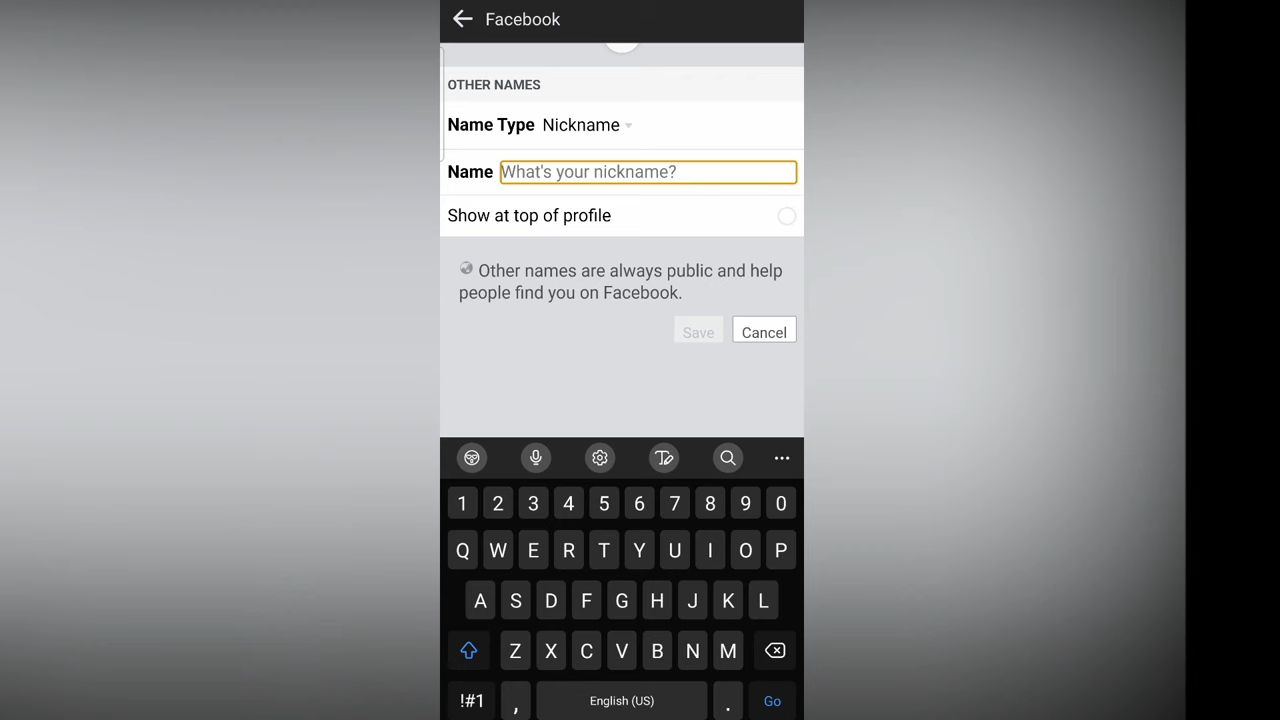 Facebook
OTHER NAMES
Name Type Nickname
Name What's your nickname?
Show at top of profile
Other names are always public and help
people find you on Facebook.
Save Cancel
1 2 3 4 5 6 7 8 9 0
Q W E R T Y U I O P
A S D F G H J K L
Z X C V B N M
!#1 , English (US) . Go